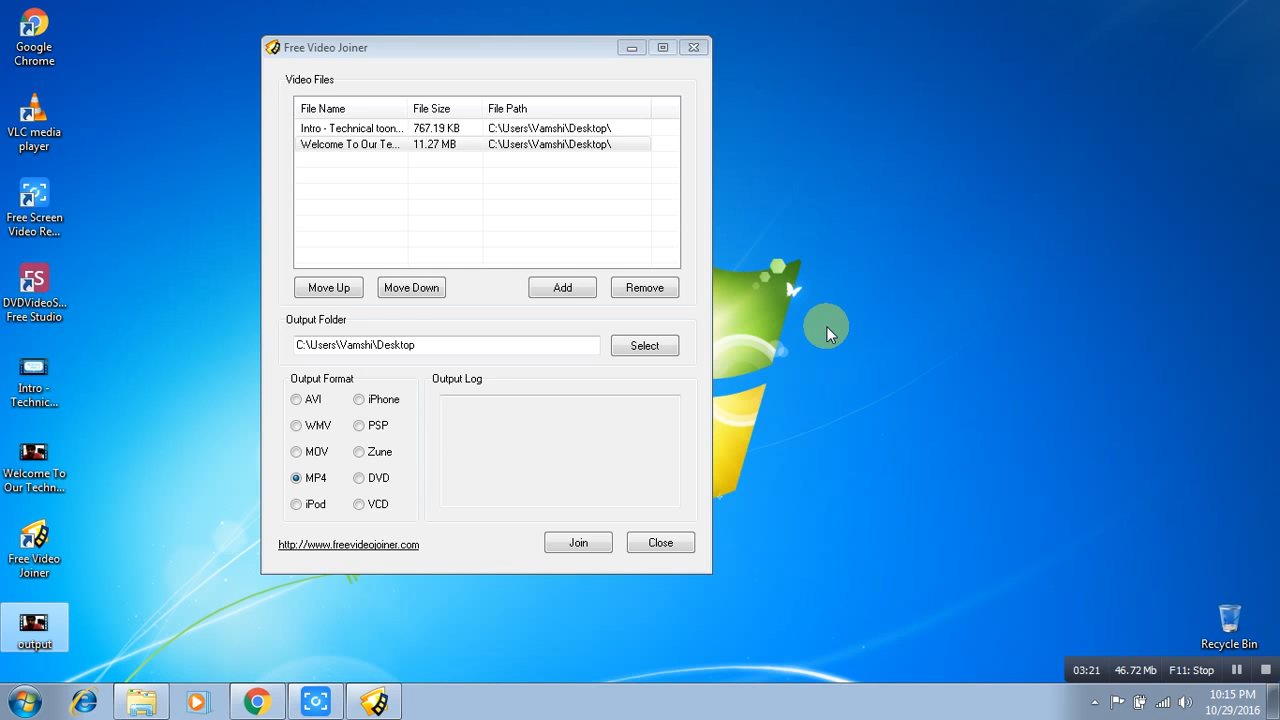 Google
Chrome
VLC media
player
Free Screen
Video Re...
FS
DVDVideoS...
Free Studio
Intro -
Technic...
Welcome To
Our Techn...
Free Video
Joiner
output
Free Video Joiner
Video Files
File Name File Size File Path
Intro - Technical toon... 767.19 KB C:\Users\Vamshi\Desktop\
Welcome To Our Te... 11.27 MB C:\Users\Vamshi\Desktop\
Move Up Move Down Add Remove
Output Folder
C:\Users\Vamshi\Desktop Select
Output Format Output Log
AVI iPhone
WMV PSP
MOV Zune
MP4 DVD
iPod VCD
http://www.freevideojoiner.com Join Close
Recycle Bin
03:21 46.72 Mb F11: Stop
10:15 PM
10/29/2016